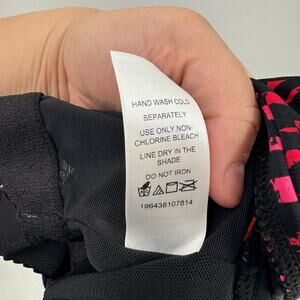 HAND WASH COLD
SEPARATELY
USE ONLY NON-
CHLORINE BLEACH
LINE DRY IN THE
SHADE
DO NOT IRON
196438107814